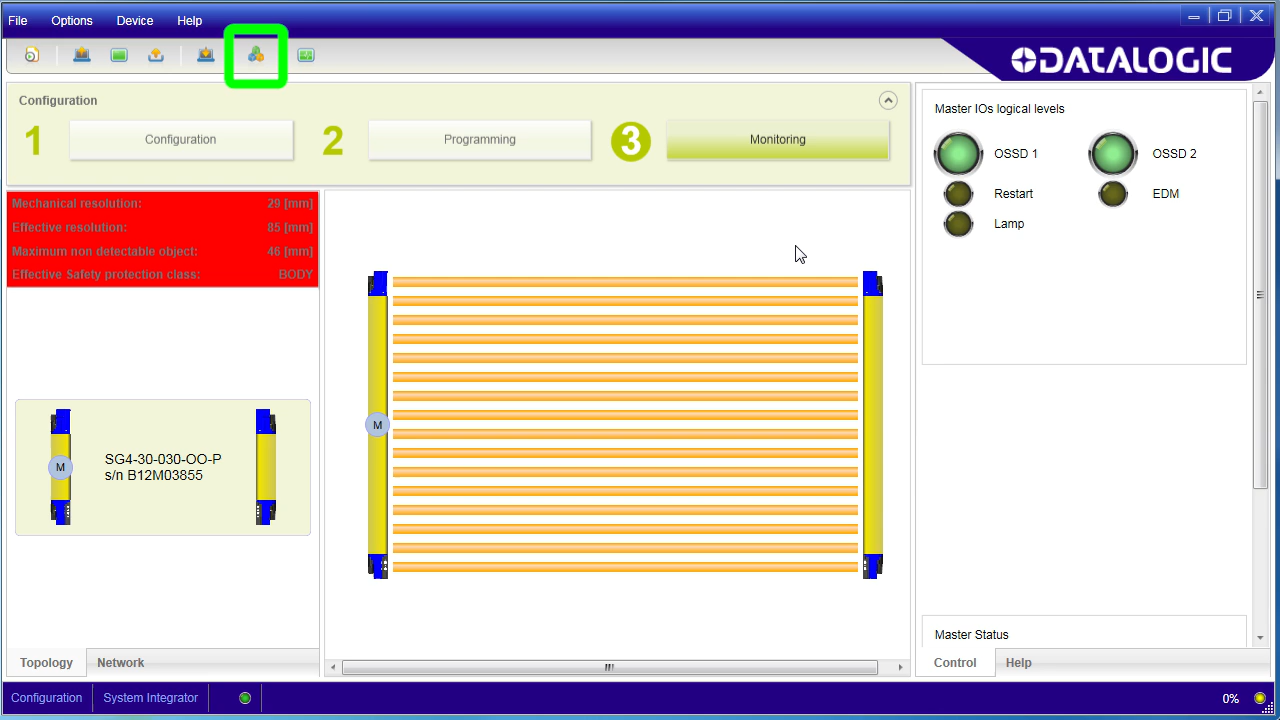 File Options Device Help
DATALOGIC
Configuration
1 Configuration 2 Programming 3 Monitoring
Mechanical resolution: 29 [mm]
Effective resolution: 85 [mm]
Maximum non detectable object: 46 [mm]
Effective Safety protection class: BODY
M
SG4-30-030-OO-P
s/n B12M03855
Topology Network
M
Master IOs logical levels
OSSD 1 OSSD 2
Restart EDM
Lamp
Master Status
Control Help
Configuration System Integrator 0%